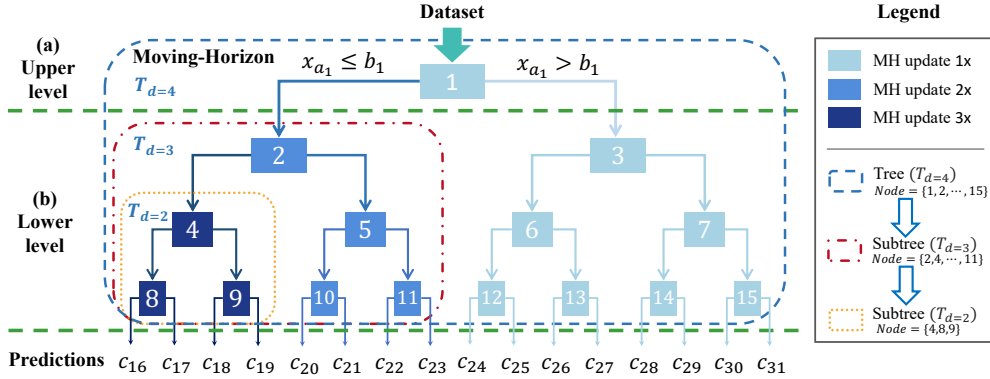 Dataset
Legend
(a)
Upper
level
Moving-Horizon
x_{a_1} ≤ b_1
x_{a_1} > b_1
1
T_{d=4}
MH update 1x
MH update 2x
MH update 3x
(b)
Lower
level
T_{d=3}
2
3
T_{d=2}
4
5
6
7
8
9
10
11
12
13
14
15
Tree (T_{d=4})
Node = {1,2,⋯,15}
Subtree (T_{d=3})
Node = {2,4,⋯,11}
Subtree (T_{d=2})
Node = {4,8,9}
Predictions c_{16} c_{17} c_{18} c_{19} c_{20} c_{21} c_{22} c_{23} c_{24} c_{25} c_{26} c_{27} c_{28} c_{29} c_{30} c_{31}